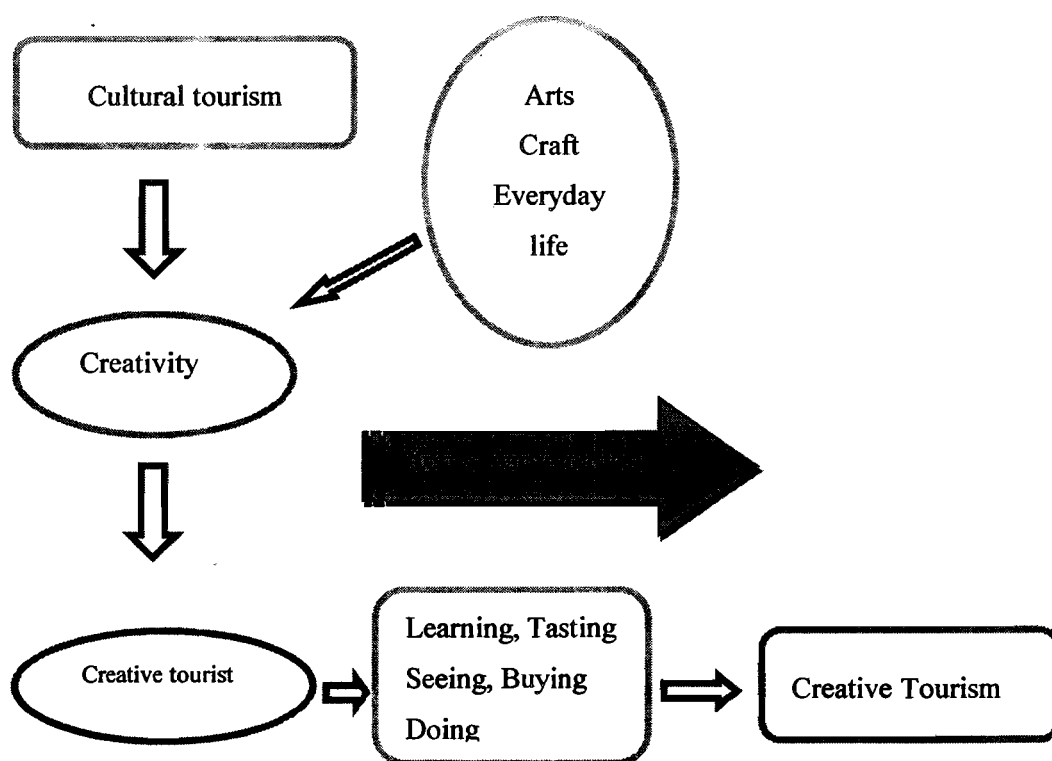 Cultural tourism
Arts
Craft
Everyday
life
Creativity
Creative tourist
Learning, Tasting
Seeing, Buying
Doing
Creative Tourism